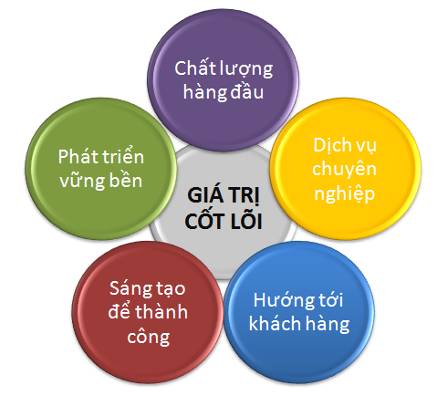 Chất lượng
hàng đầu
Dịch vụ
chuyên
nghiệp
Hướng tới
khách hàng
Sáng tạo
để thành
công
Phát triển
vững bền
GIÁ TRỊ
CỐT LÕI